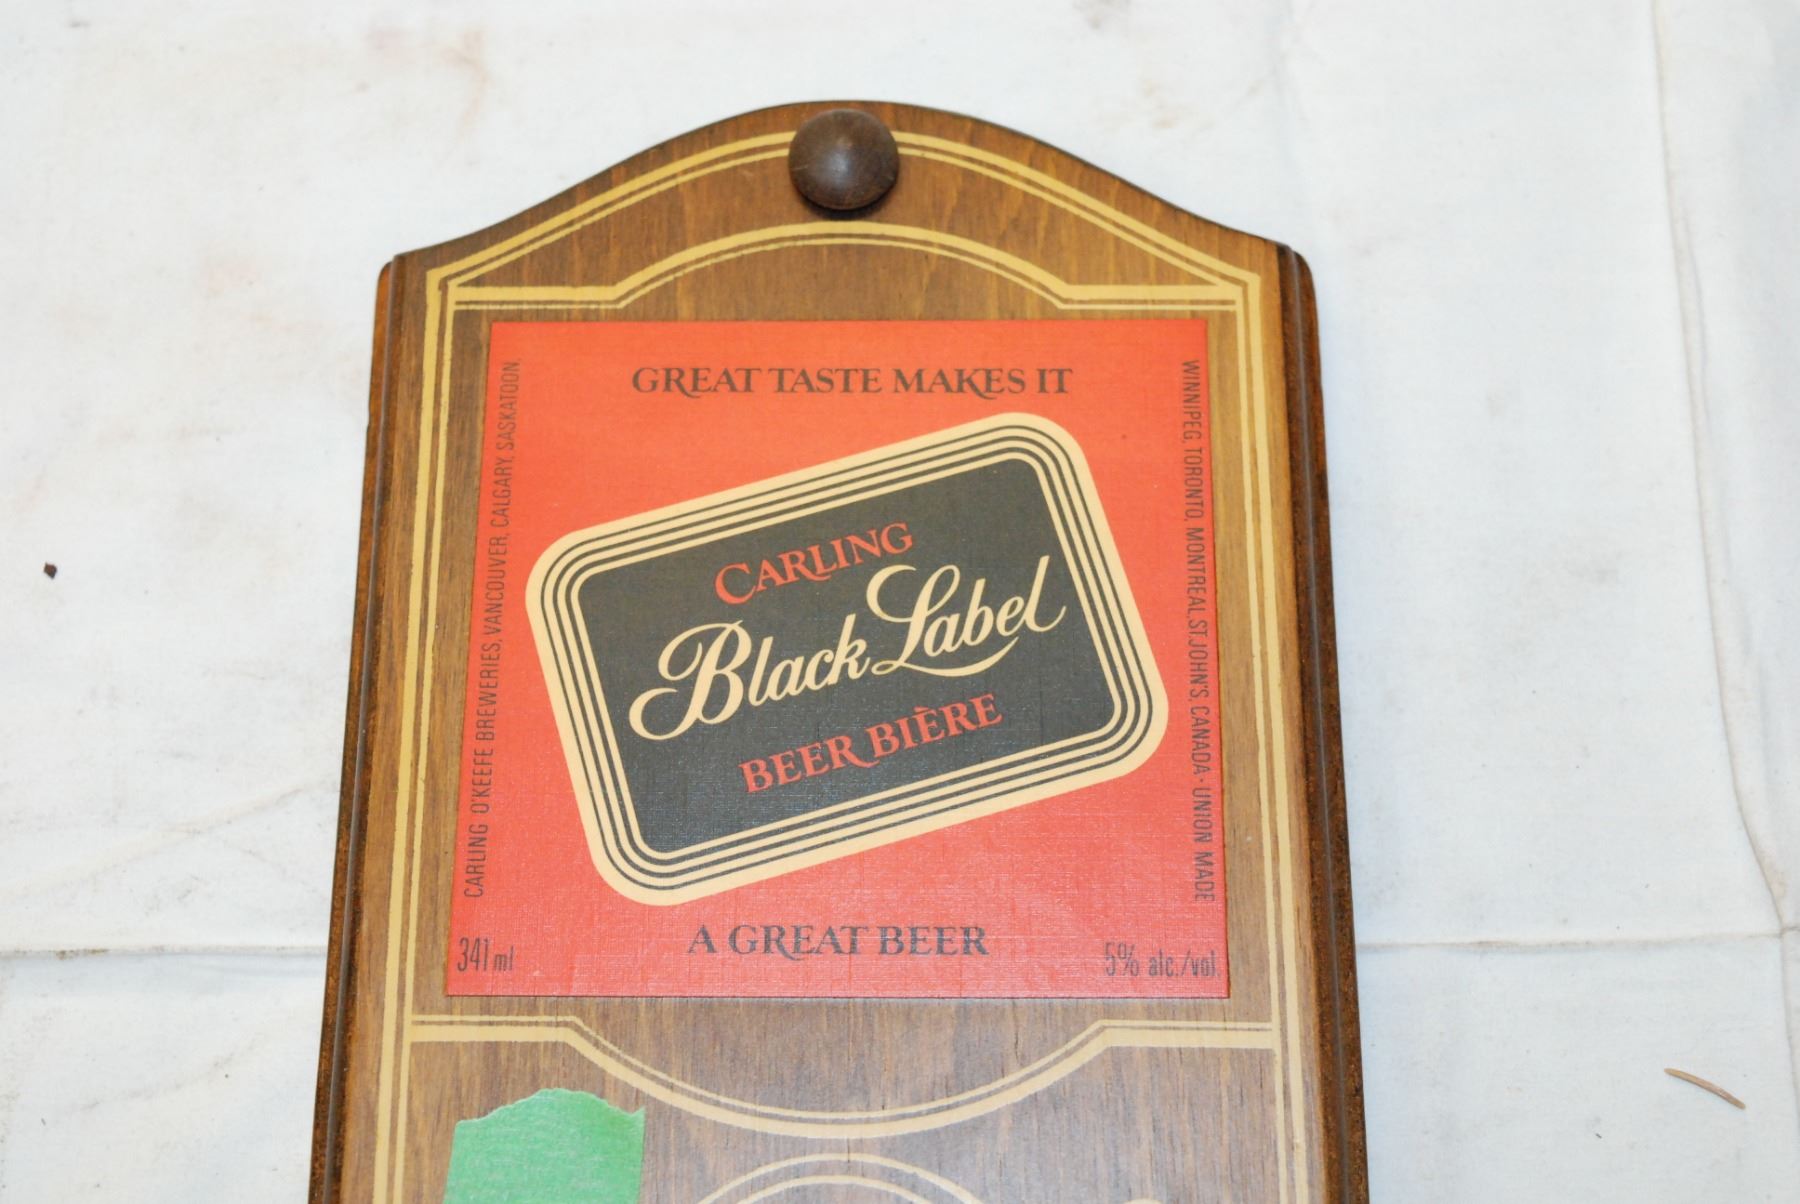 GREAT TASTE MAKES IT
CARLING O'KEEFE BREWERIES, VANCOUVER, CALGARY, SASKATOON,
WINNIPEG, TORONTO, MONTREAL, ST.JOHN'S, CANADA · UNION MADE
CARLING
Black Label
BEER BIÈRE
A GREAT BEER
341 ml
5% alc./vol.